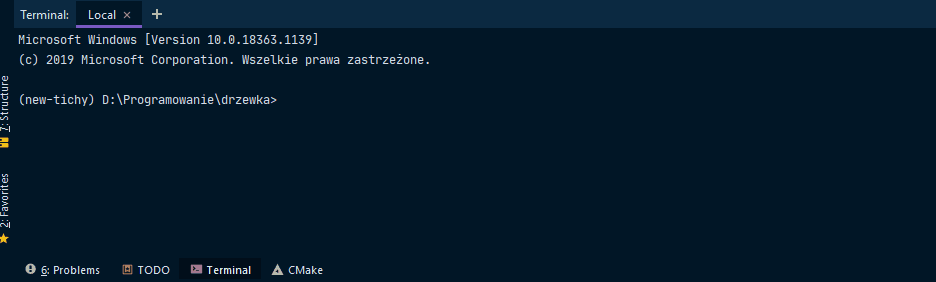 Terminal: Local × +
Microsoft Windows [Version 10.0.18363.1139]
(c) 2019 Microsoft Corporation. Wszelkie prawa zastrzeżone.
(new-tichy) D:\Programowanie\drzewka>
7: Structure
2: Favorites
6: Problems TODO Terminal CMake